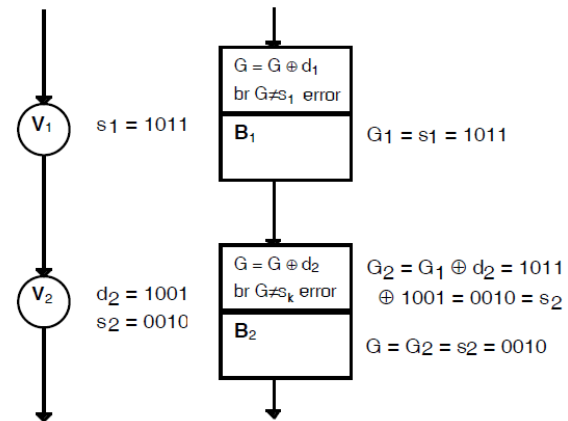 G = G ⊕ d₁
br G≠s₁ error
V₁
s₁ = 1011
B₁
G₁ = s₁ = 1011
G = G ⊕ d₂
br G≠sₖ error
G₂ = G₁ ⊕ d₂ = 1011
⊕ 1001 = 0010 = s₂
V₂
d₂ = 1001
s₂ = 0010
B₂
G = G₂ = s₂ = 0010